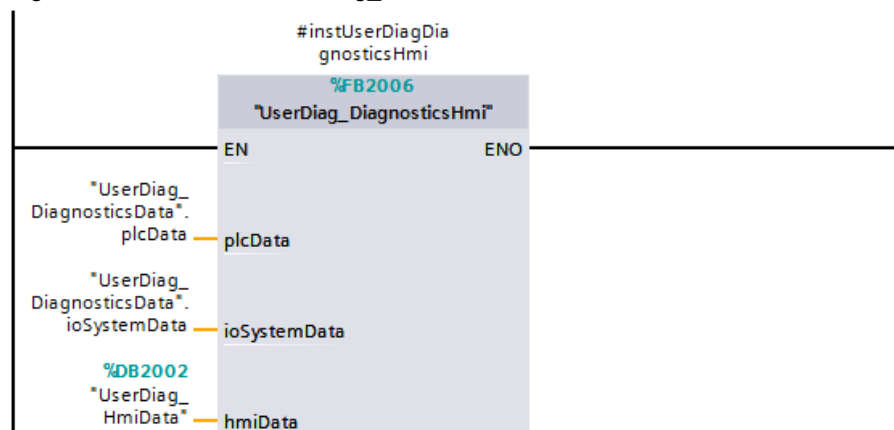 #instUserDiagDia
gnosticsHmi
%FB2006
"UserDiag_DiagnosticsHmi"
EN
ENO
"UserDiag_
DiagnosticsData".
plcData
plcData
"UserDiag_
DiagnosticsData".
ioSystemData
ioSystemData
%DB2002
"UserDiag_
HmiData"
hmiData